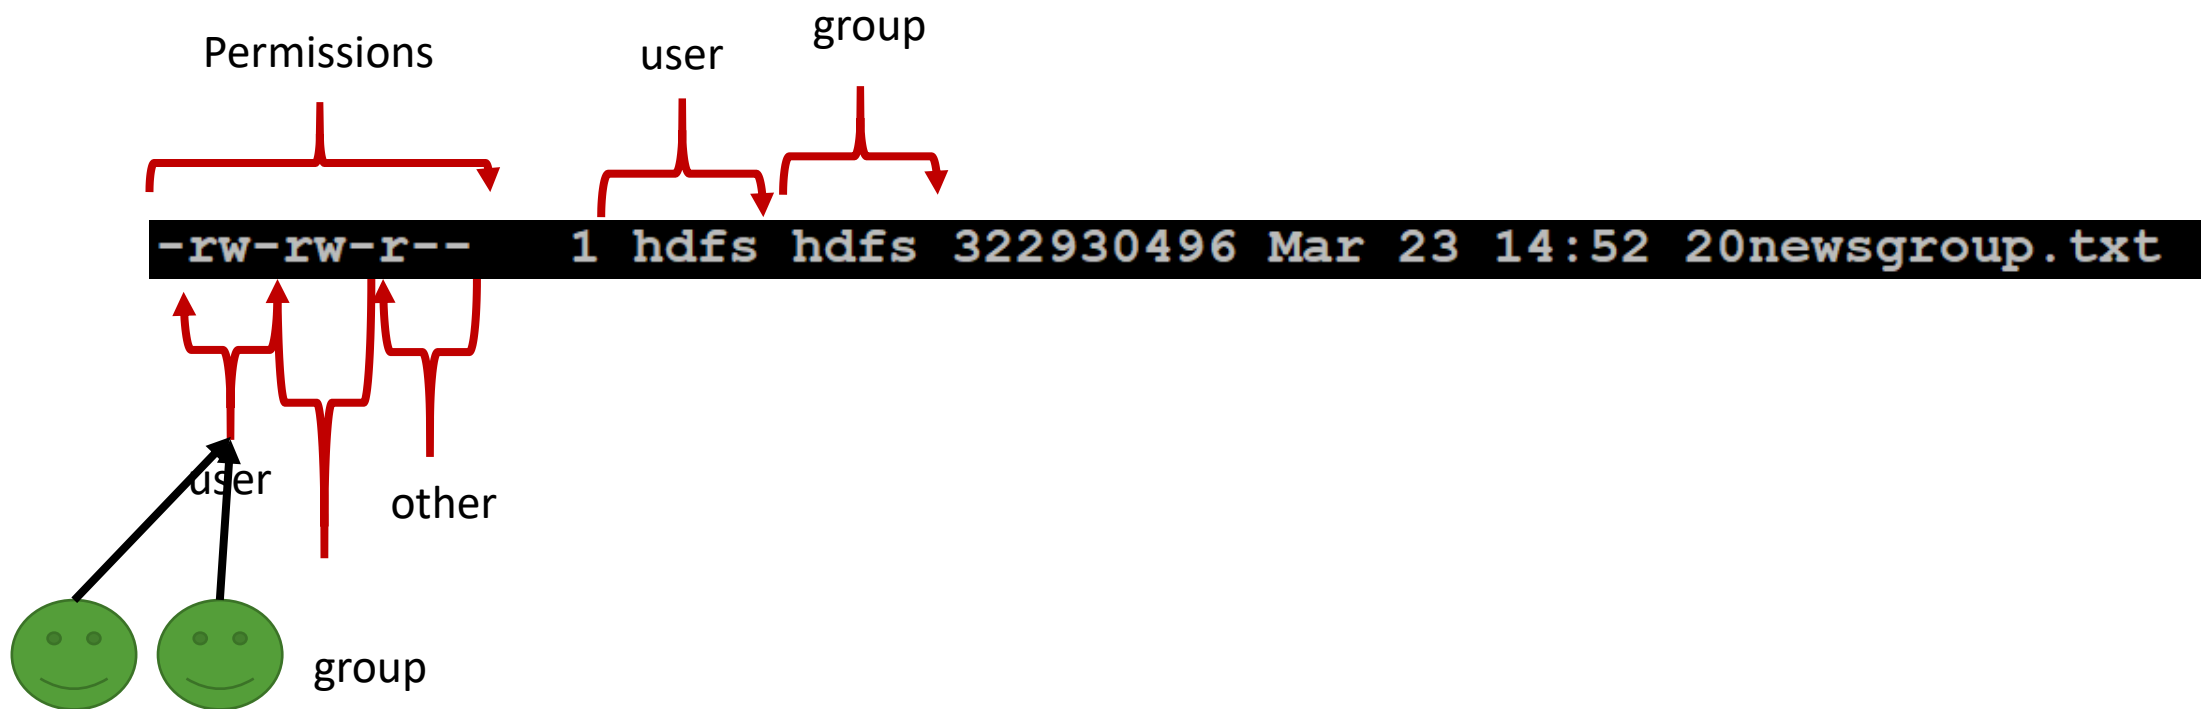 Permissions
user
group
-rw-rw-r-- 1 hdfs hdfs 322930496 Mar 23 14:52 20newsgroup.txt
user
other
group